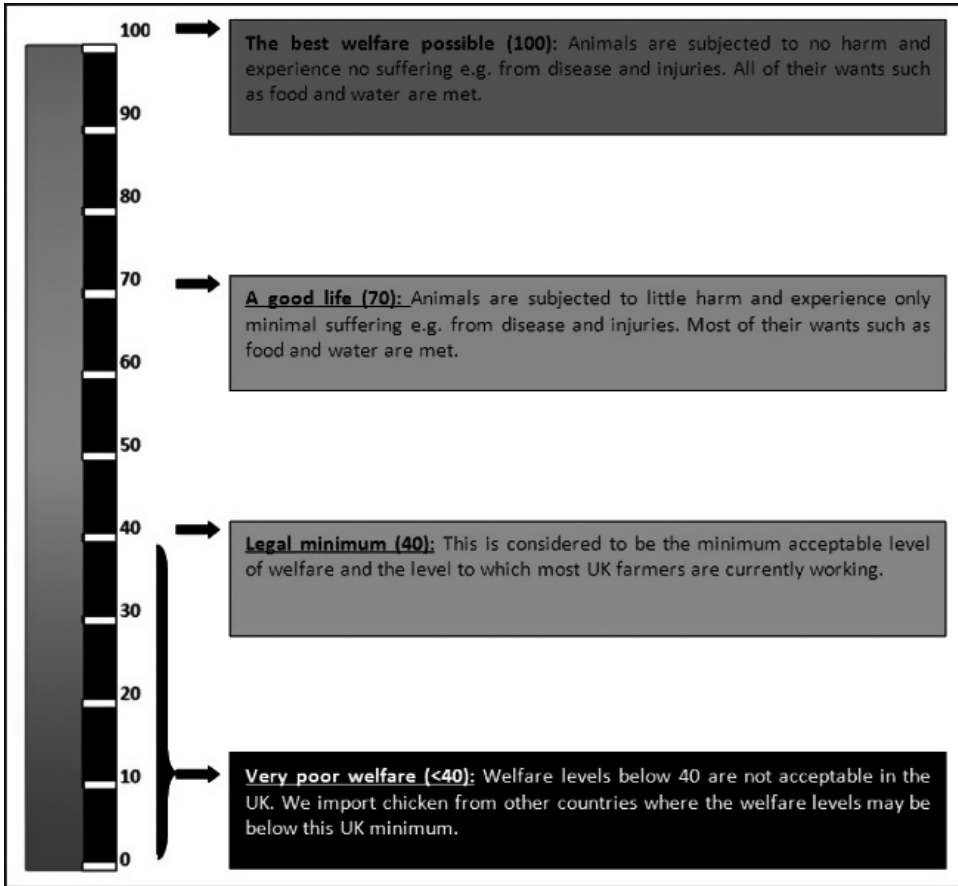 100
The best welfare possible (100): Animals are subjected to no harm and
experience no suffering e.g. from disease and injuries. All of their wants such
as food and water are met.
90
80
70
A good life (70): Animals are subjected to little harm and experience only
minimal suffering e.g. from disease and injuries. Most of their wants such as
food and water are met.
60
50
40
Legal minimum (40): This is considered to be the minimum acceptable level
of welfare and the level to which most UK farmers are currently working.
30
20
10
Very poor welfare (<40): Welfare levels below 40 are not acceptable in the
UK. We import chicken from other countries where the welfare levels may be
below this UK minimum.
0